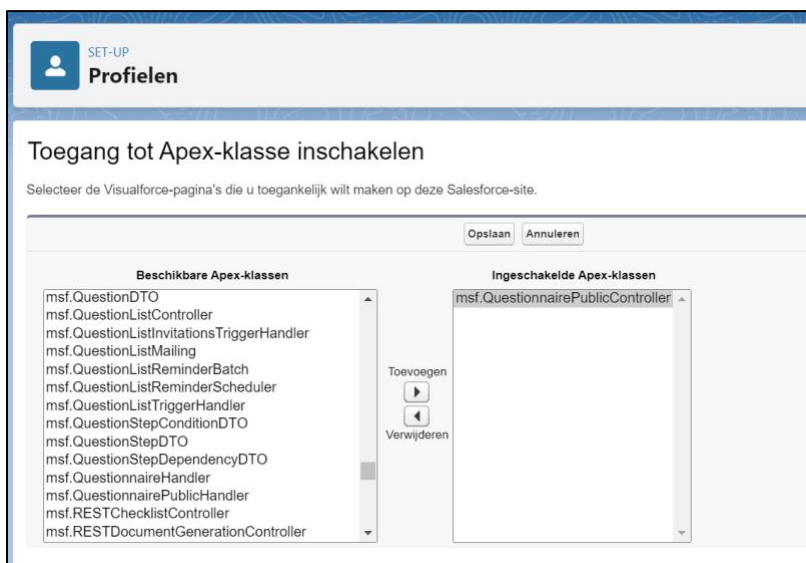 SET-UP
Profielen
Toegang tot Apex-klasse inschakelen
Selecteer de Visualforce-pagina's die u toegankelijk wilt maken op deze Salesforce-site.
Opslaan Annuleren
Beschikbare Apex-klassen
msf.QuestionDTO
msf.QuestionListController
msf.QuestionListInvitationsTriggerHandler
msf.QuestionListMailing
msf.QuestionListReminderBatch
msf.QuestionListReminderScheduler
msf.QuestionListTriggerHandler
msf.QuestionStepConditionDTO
msf.QuestionStepDTO
msf.QuestionStepDependencyDTO
msf.QuestionnaireHandler
msf.QuestionnairePublicHandler
msf.RESTChecklistController
msf.RESTDocumentGenerationController
Toevoegen
Verwijderen
Ingeschakelde Apex-klassen
msf.QuestionnairePublicController